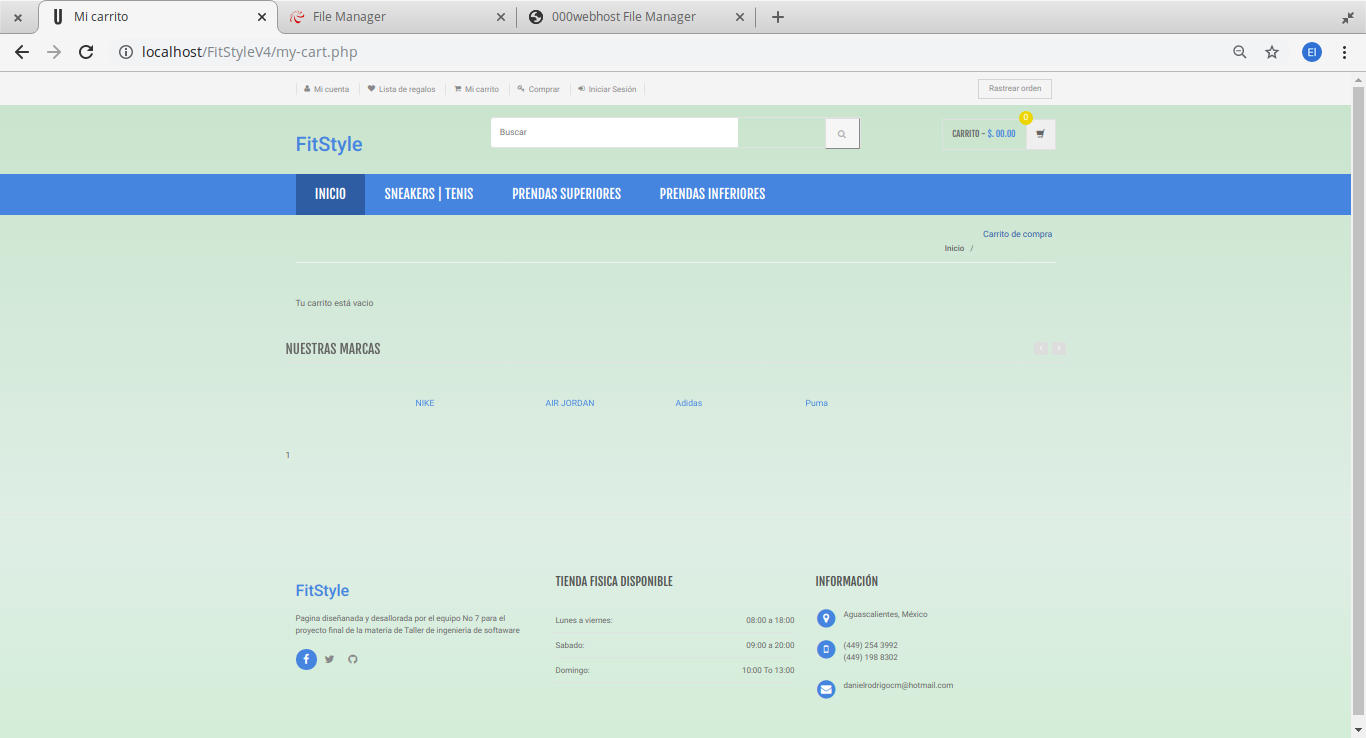 Mi carrito
File Manager
000webhost File Manager
localhost/FitStyleV4/my-cart.php
EI
Mi cuenta
Lista de regalos
Mi carrito
Comprar
Iniciar Sesión
Rastrear orden
FitStyle
Buscar
CARRITO - $. 00.00
0
INICIO
SNEAKERS | TENIS
PRENDAS SUPERIORES
PRENDAS INFERIORES
Carrito de compra
Inicio /
Tu carrito está vacio
NUESTRAS MARCAS
NIKE
AIR JORDAN
Adidas
Puma
1
FitStyle
Pagina diseñanada y desallorada por el equipo No 7 para el
proyecto final de la materia de Taller de ingenieria de softaware
TIENDA FISICA DISPONIBLE
Lunes a viernes: 08:00 a 18:00
Sabado: 09:00 a 20:00
Domingo: 10:00 To 13:00
INFORMACIÓN
Aguascalientes, México
(449) 254 3992
(449) 198 8302
danielrodrigocm@hotmail.com